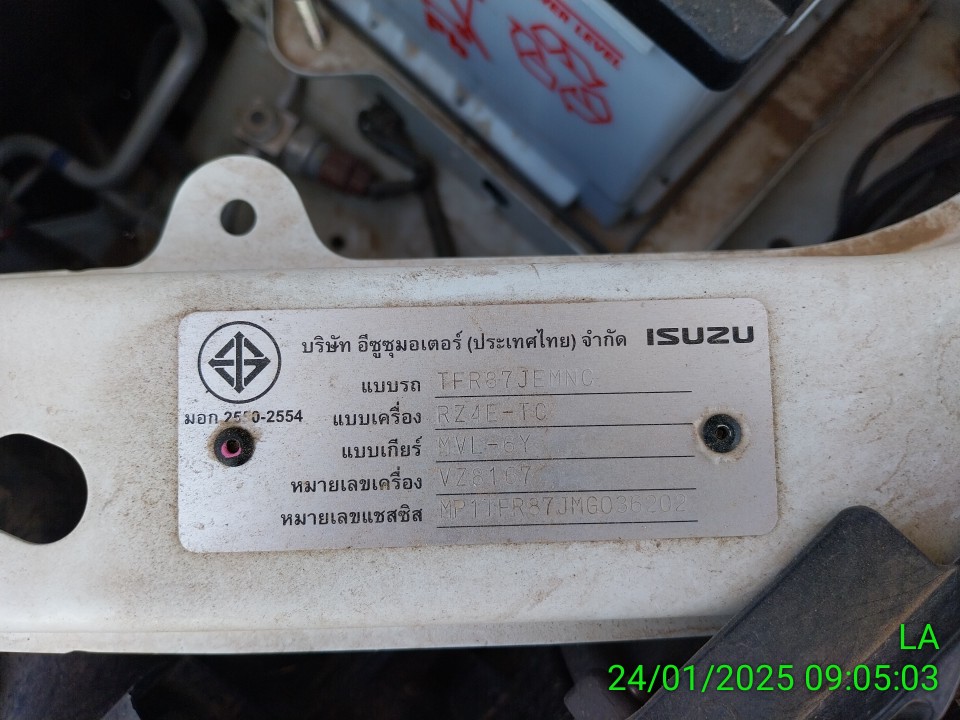 LOWER LEVEL
บริษัท อีซูซุมอเตอร์ (ประเทศไทย) จำกัด ISUZU
แบบรถ TFR87JEMNC
มอก 2550-2554
แบบเครื่อง RZ4E-TC
แบบเกียร์ MVL-6Y
หมายเลขเครื่อง
หมายเลขแชสซิส MP1TFR87JMG036202
LA
24/01/2025 09:05:03